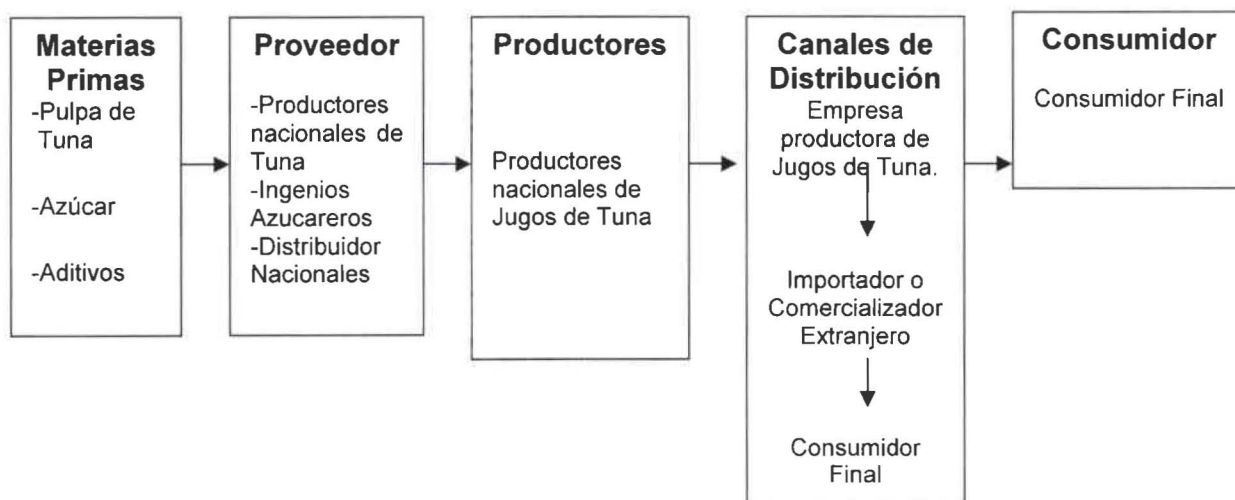 Materias
Primas
-Pulpa de
Tuna
-Azúcar
-Aditivos
Proveedor
-Productores
nacionales de
Tuna
-Ingenios
Azucareros
-Distribuidor
Nacionales
Productores
Productores
nacionales de
Jugos de Tuna
Canales de
Distribución
Empresa
productora de
Jugos de Tuna.
Importador o
Comercializador
Extranjero
Consumidor
Final
Consumidor
Consumidor Final